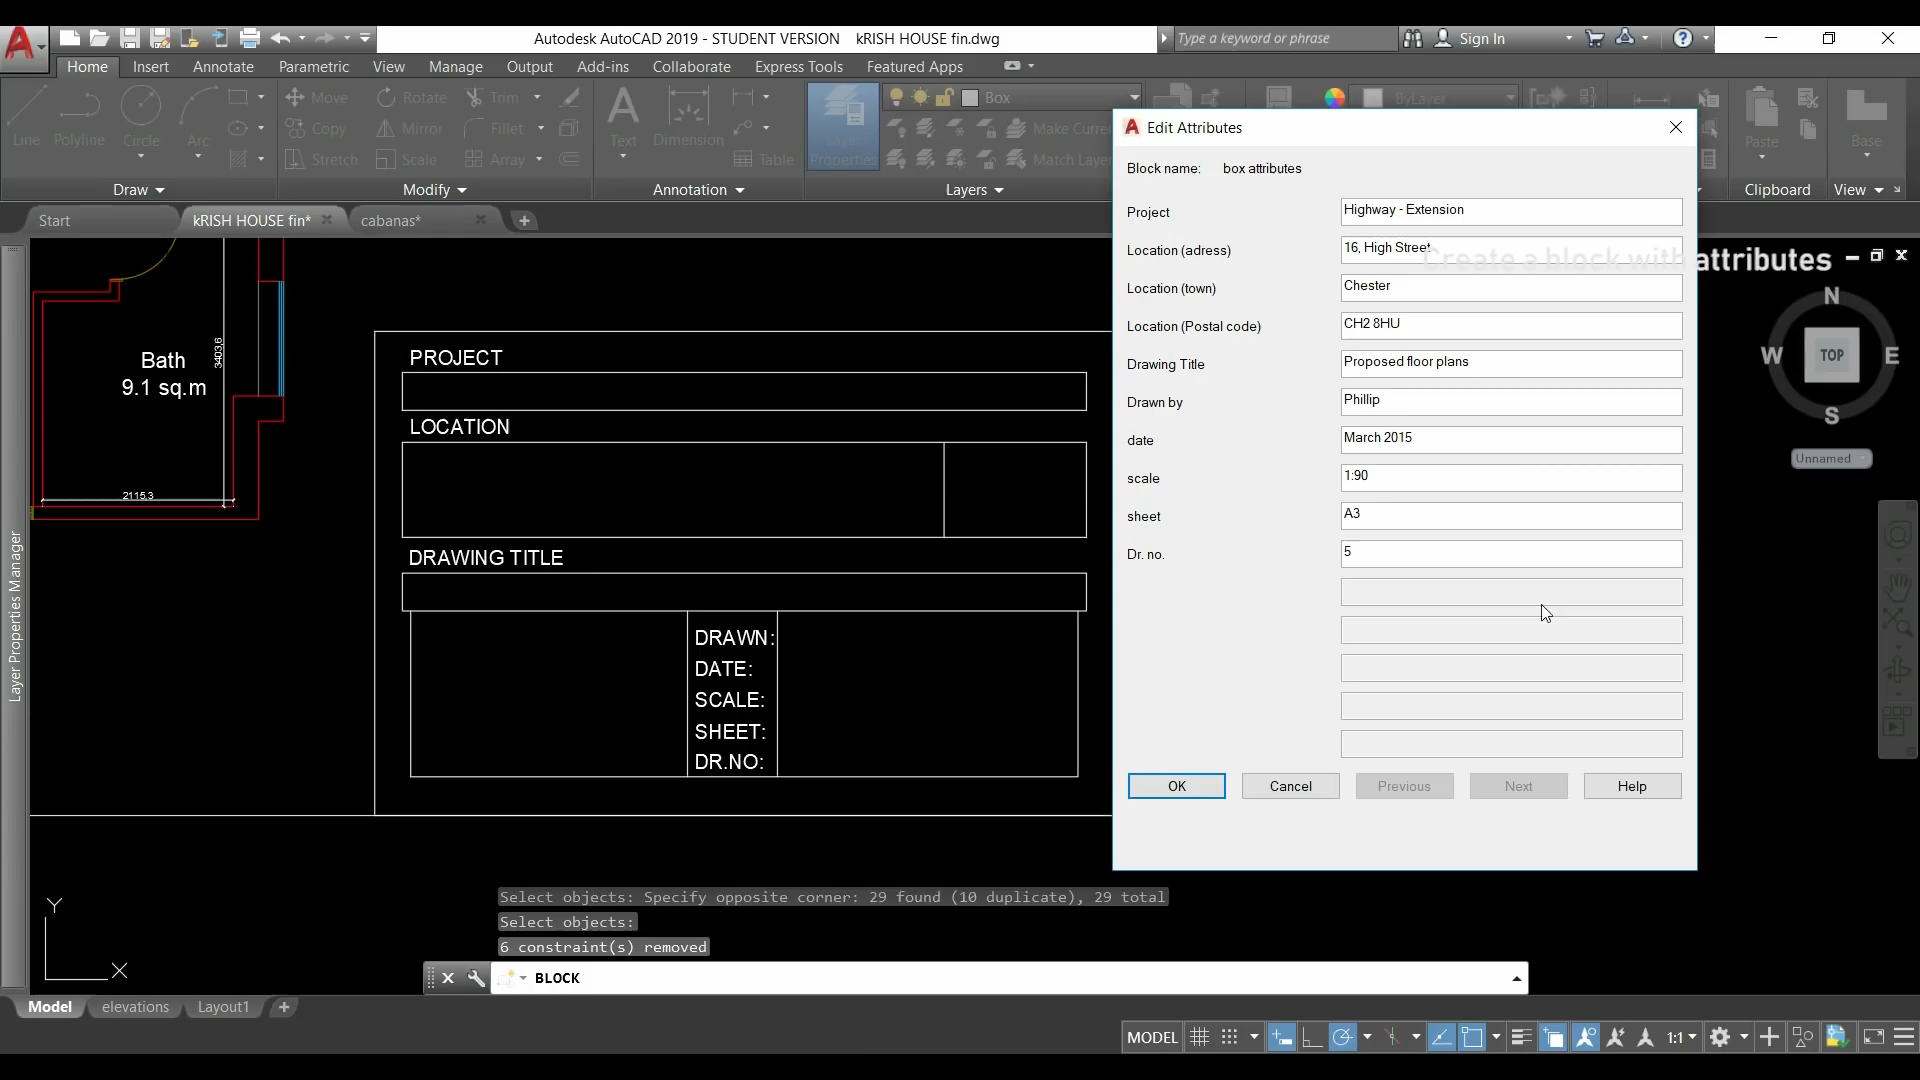 Autodesk AutoCAD 2019 - STUDENT VERSION kRISH HOUSE fin.dwg
Type a keyword or phrase
Sign In
Home Insert Annotate Parametric View Manage Output Add-ins Collaborate Express Tools Featured Apps
Line Polyline Circle Arc
Move Rotate Trim
Copy Mirror Fillet
Stretch Scale Array
Text Dimension Table
Layer Properties
Box
Make Current
Match Layer
ByLayer
Paste
Base
Draw Modify Annotation Layers Clipboard View
Start kRISH HOUSE fin* cabanas*
Layer Properties Manager
Bath
9.1 sq.m
3403,6
2115,3
PROJECT
LOCATION
DRAWING TITLE
DRAWN:
DATE:
SCALE:
SHEET:
DR.NO:
Edit Attributes
Block name: box attributes
Project Highway - Extension
Location (adress) 16, High Street
Location (town) Chester
Location (Postal code) CH2 8HU
Drawing Title Proposed floor plans
Drawn by Phillip
date March 2015
scale 1:90
sheet A3
Dr. no. 5
OK Cancel Previous Next Help
Create a block with attributes
N
W TOP E
S
Unnamed
Y
X
Select objects: Specify opposite corner: 29 found (10 duplicate), 29 total
Select objects:
6 constraint(s) removed
BLOCK
Model elevations Layout1
MODEL 1:1